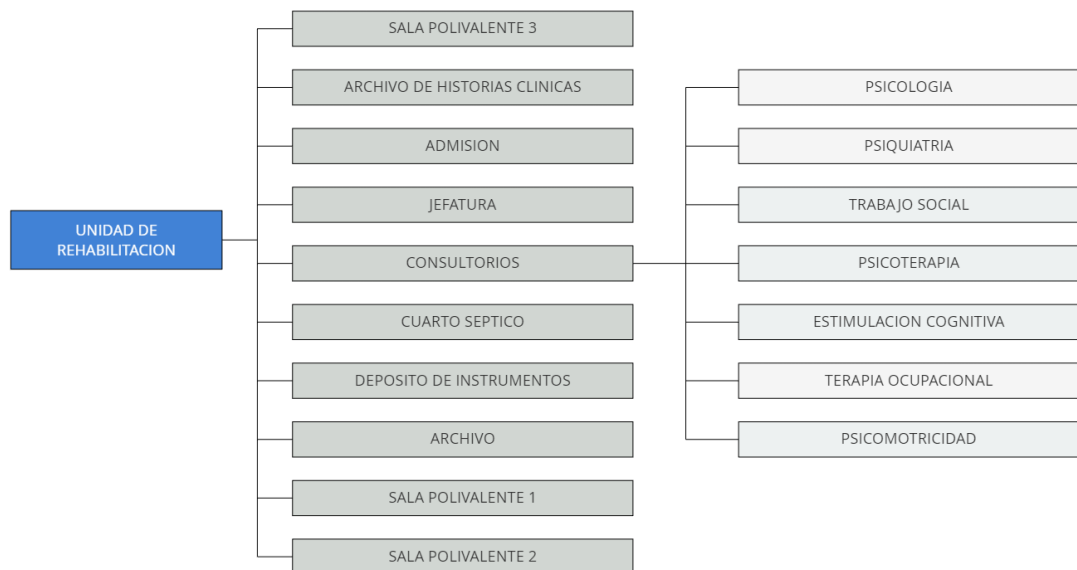 SALA POLIVALENTE 3
ARCHIVO DE HISTORIAS CLINICAS
PSICOLOGIA
ADMISION
PSIQUIATRIA
JEFATURA
TRABAJO SOCIAL
UNIDAD DE
REHABILITACION
CONSULTORIOS
PSICOTERAPIA
CUARTO SEPTICO
ESTIMULACION COGNITIVA
DEPOSITO DE INSTRUMENTOS
TERAPIA OCUPACIONAL
ARCHIVO
PSICOMOTRICIDAD
SALA POLIVALENTE 1
SALA POLIVALENTE 2